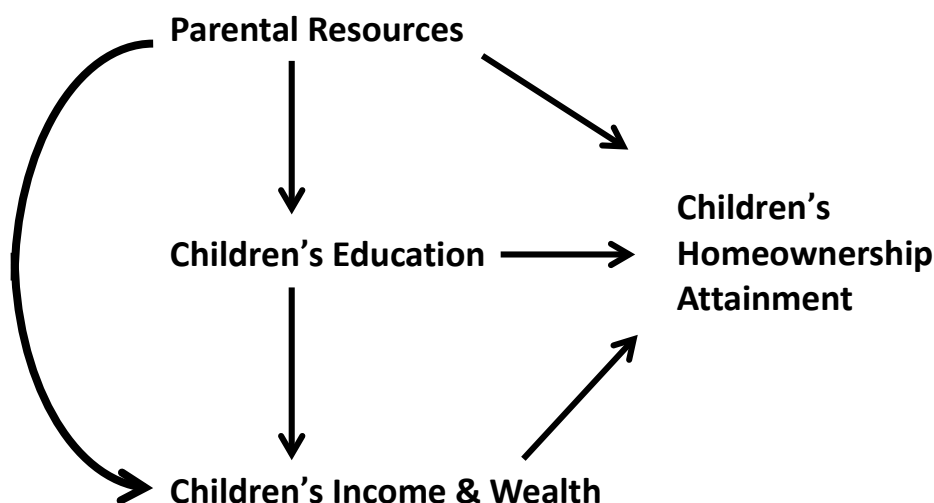 Parental Resources
Children’s Education
Children’s
Homeownership
Attainment
Children’s Income & Wealth